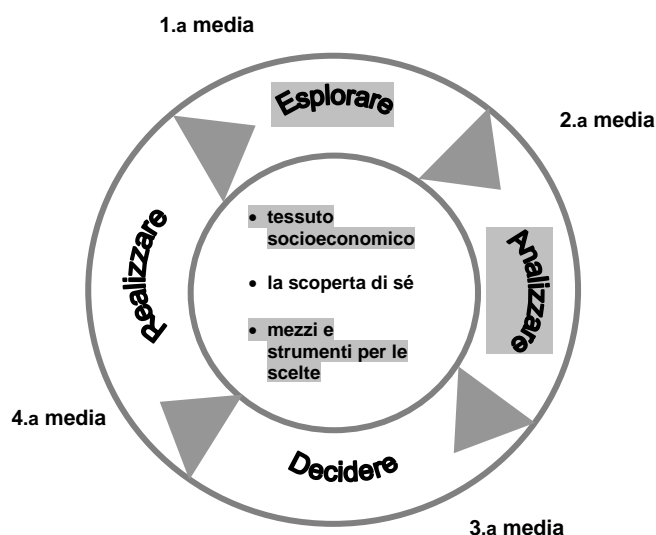 1.a media
Esplorare
2.a media
• tessuto
socioeconomico
• la scoperta di sé
• mezzi e
strumenti per le
scelte
Analizzare
Realizzare
4.a media
Decidere
3.a media